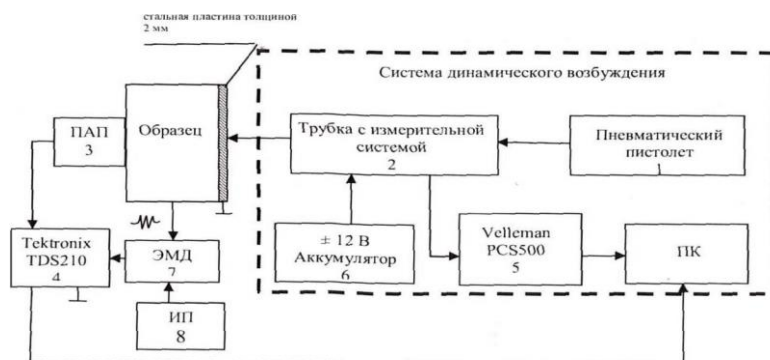 стальная пластина толщиной
2 мм
Система динамического возбуждения
ПАП
3
Образец
Трубка с измерительной
системой
2
Пневматический
пистолет
Tektronix
TDS210
4
ЭМД
7
± 12 В
Аккумулятор
6
Velleman
PCS500
5
ПК
ИП
8